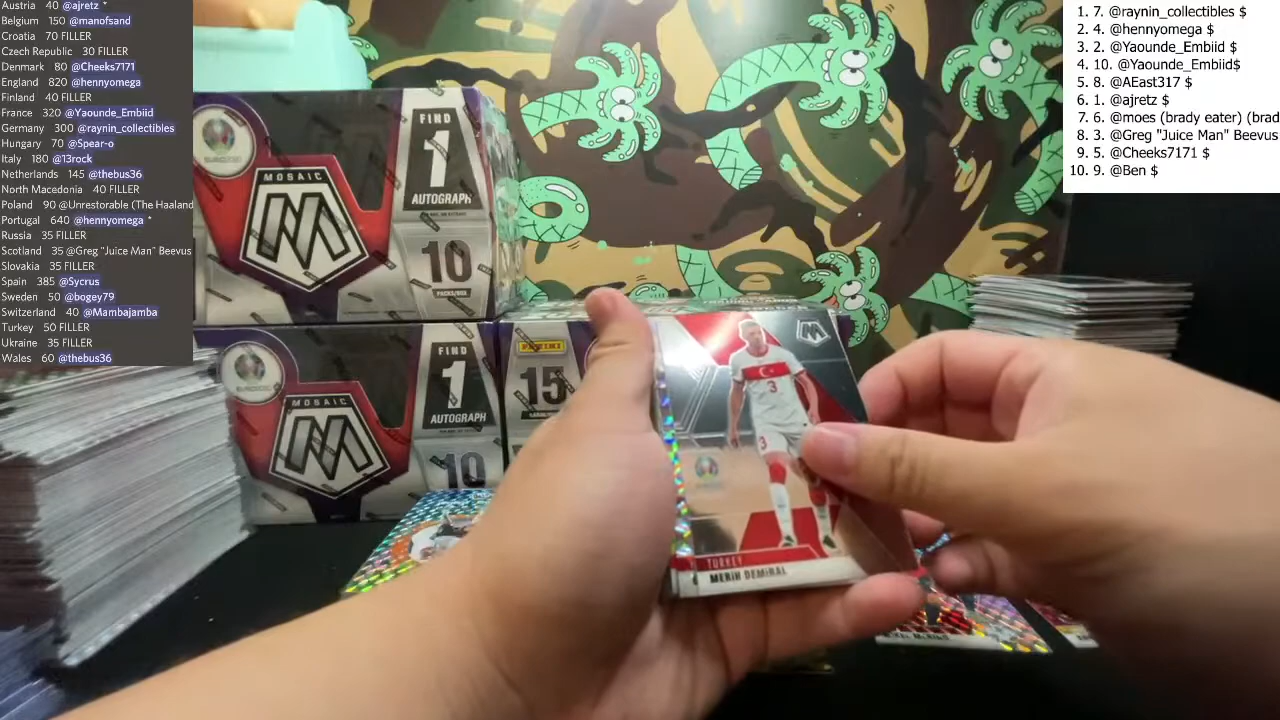 Austria 40 @ajretz *
Belgium 150 @manofsand
Croatia 70 FILLER
Czech Republic 30 FILLER
Denmark 80 @Cheeks7171
England 820 @hennyomega
Finland 40 FILLER
France 320 @Yaounde_Embiid
Germany 300 @raynin_collectibles
Hungary 70 @Spear-o
Italy 180 @13rock
Netherlands 145 @thebus36
North Macedonia 40 FILLER
Poland 90 @Unrestorable (The Haaland
Portugal 640 @hennyomega *
Russia 35 FILLER
Scotland 35 @Greg "Juice Man" Beevus
Slovakia 35 FILLER
Spain 385 @Sycrus
Sweden 50 @bogey79
Switzerland 40 @Mambajamba
Turkey 50 FILLER
Ukraine 35 FILLER
Wales 60 @thebus36
1. 7. @raynin_collectibles $
2. 4. @hennyomega $
3. 2. @Yaounde_Embiid $
4. 10. @Yaounde_Embiid$
5. 8. @AEast317 $
6. 1. @ajretz $
7. 6. @moes (brady eater) (brad
8. 3. @Greg "Juice Man" Beevus
9. 5. @Cheeks7171 $
10. 9. @Ben $
EURO2020
MOSAIC
M
FIND
1
AUTOGRAPH
10
PACKS/BOX
MOSAIC
M
FIND
1
AUTOGRAPH
10
PANINI
15
M
3
3
TURKEY
MERIH DEMIRAL